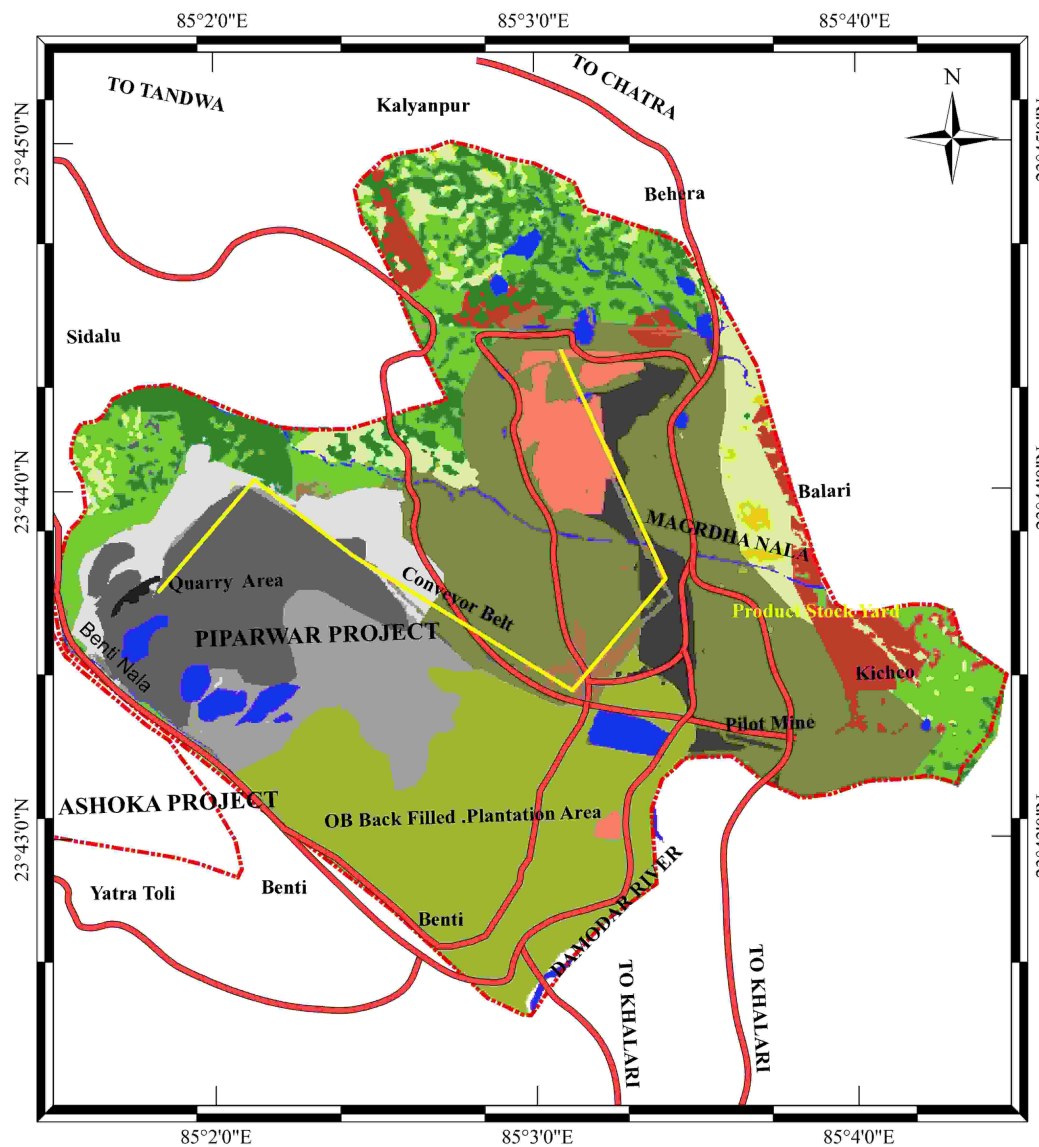 85°2'0"E
85°3'0"E
85°4'0"E
TO TANDWA
Kalyanpur
TO CHATRA
N
23°45'0"N
Behera
Sidalu
Balari
23°44'0"N
MAGRDHA NALA
Quarry Area
Conveyor Belt
Product Stock Yard
PIPARWAR PROJECT
Benti Nala
Kichco
Pilot Mine
ASHOKA PROJECT
OB Back Filled .Plantation Area
23°43'0"N
Yatra Toli
Benti
Benti
DAMODAR RIVER
TO KHALARI
TO KHALARI
85°2'0"E
85°3'0"E
85°4'0"E